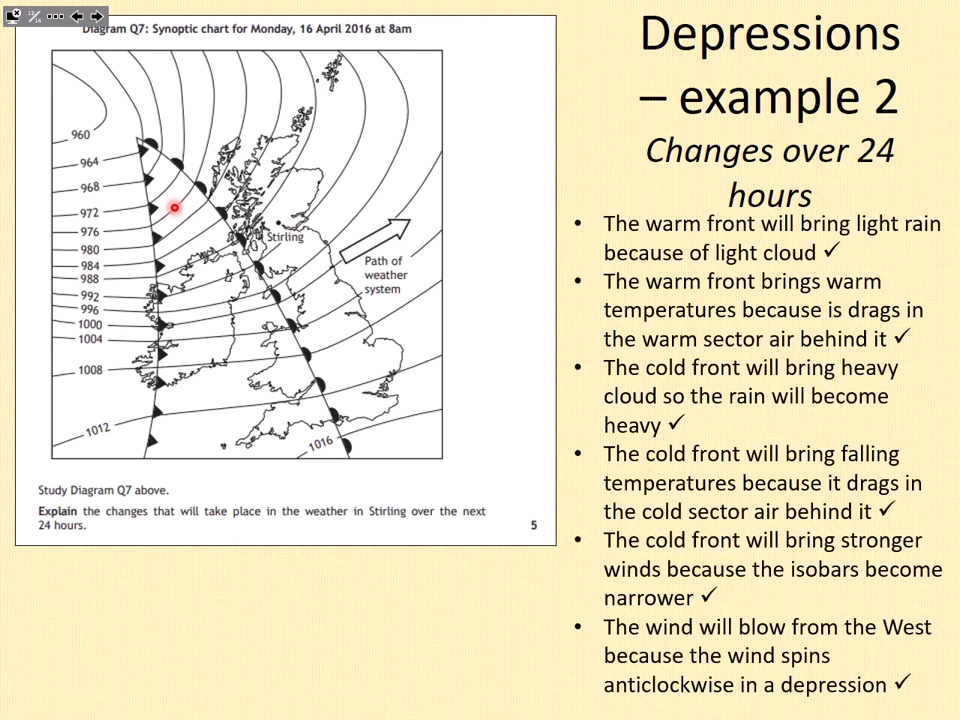 12/14
Diagram Q7: Synoptic chart for Monday, 16 April 2016 at 8am
960
964
968
972
976
980
984
988
992
996
1000
1004
1008
1012
1016
Stirling
Path of
weather
system
Study Diagram Q7 above.
Explain the changes that will take place in the weather in Stirling over the next
24 hours.
5
Depressions
– example 2
Changes over 24
hours
• The warm front will bring light rain
because of light cloud ✓
• The warm front brings warm
temperatures because is drags in
the warm sector air behind it ✓
• The cold front will bring heavy
cloud so the rain will become
heavy ✓
• The cold front will bring falling
temperatures because it drags in
the cold sector air behind it ✓
• The cold front will bring stronger
winds because the isobars become
narrower ✓
• The wind will blow from the West
because the wind spins
anticlockwise in a depression ✓